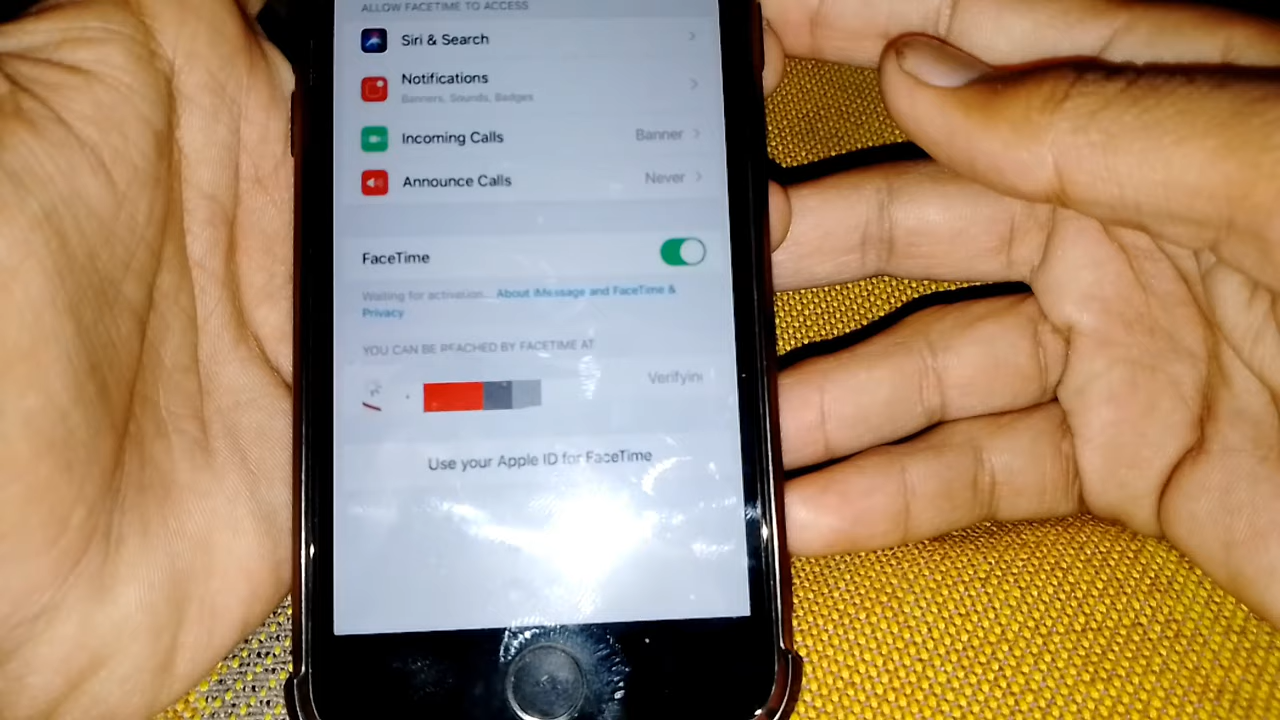 ALLOW FACETIME TO ACCESS
Siri & Search
Notifications
Banners, Sounds, Badges
Incoming Calls
Banner
Announce Calls
Never
FaceTime
Waiting for activation... About iMessage and FaceTime &
Privacy
YOU CAN BE REACHED BY FACETIME AT
Verifyin
Use your Apple ID for FaceTime